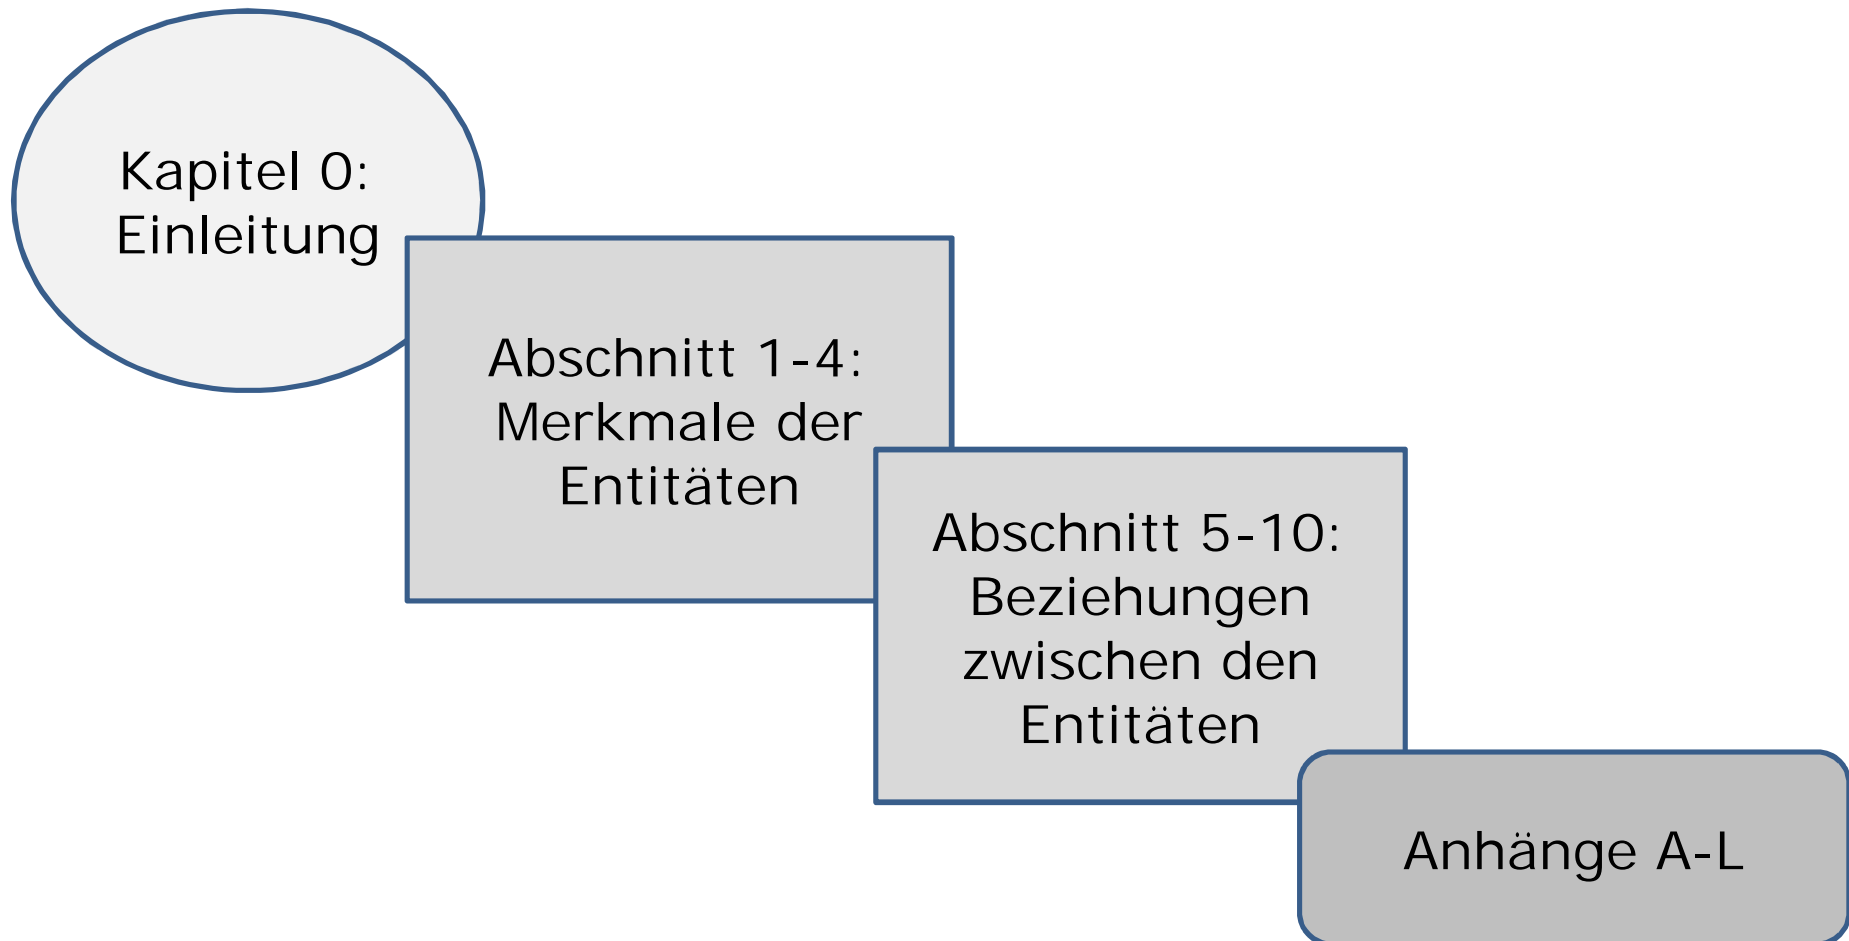 Kapitel 0:
Einleitung
Abschnitt 1-4:
Merkmale der
Entitäten
Abschnitt 5-10:
Beziehungen
zwischen den
Entitäten
Anhänge A-L